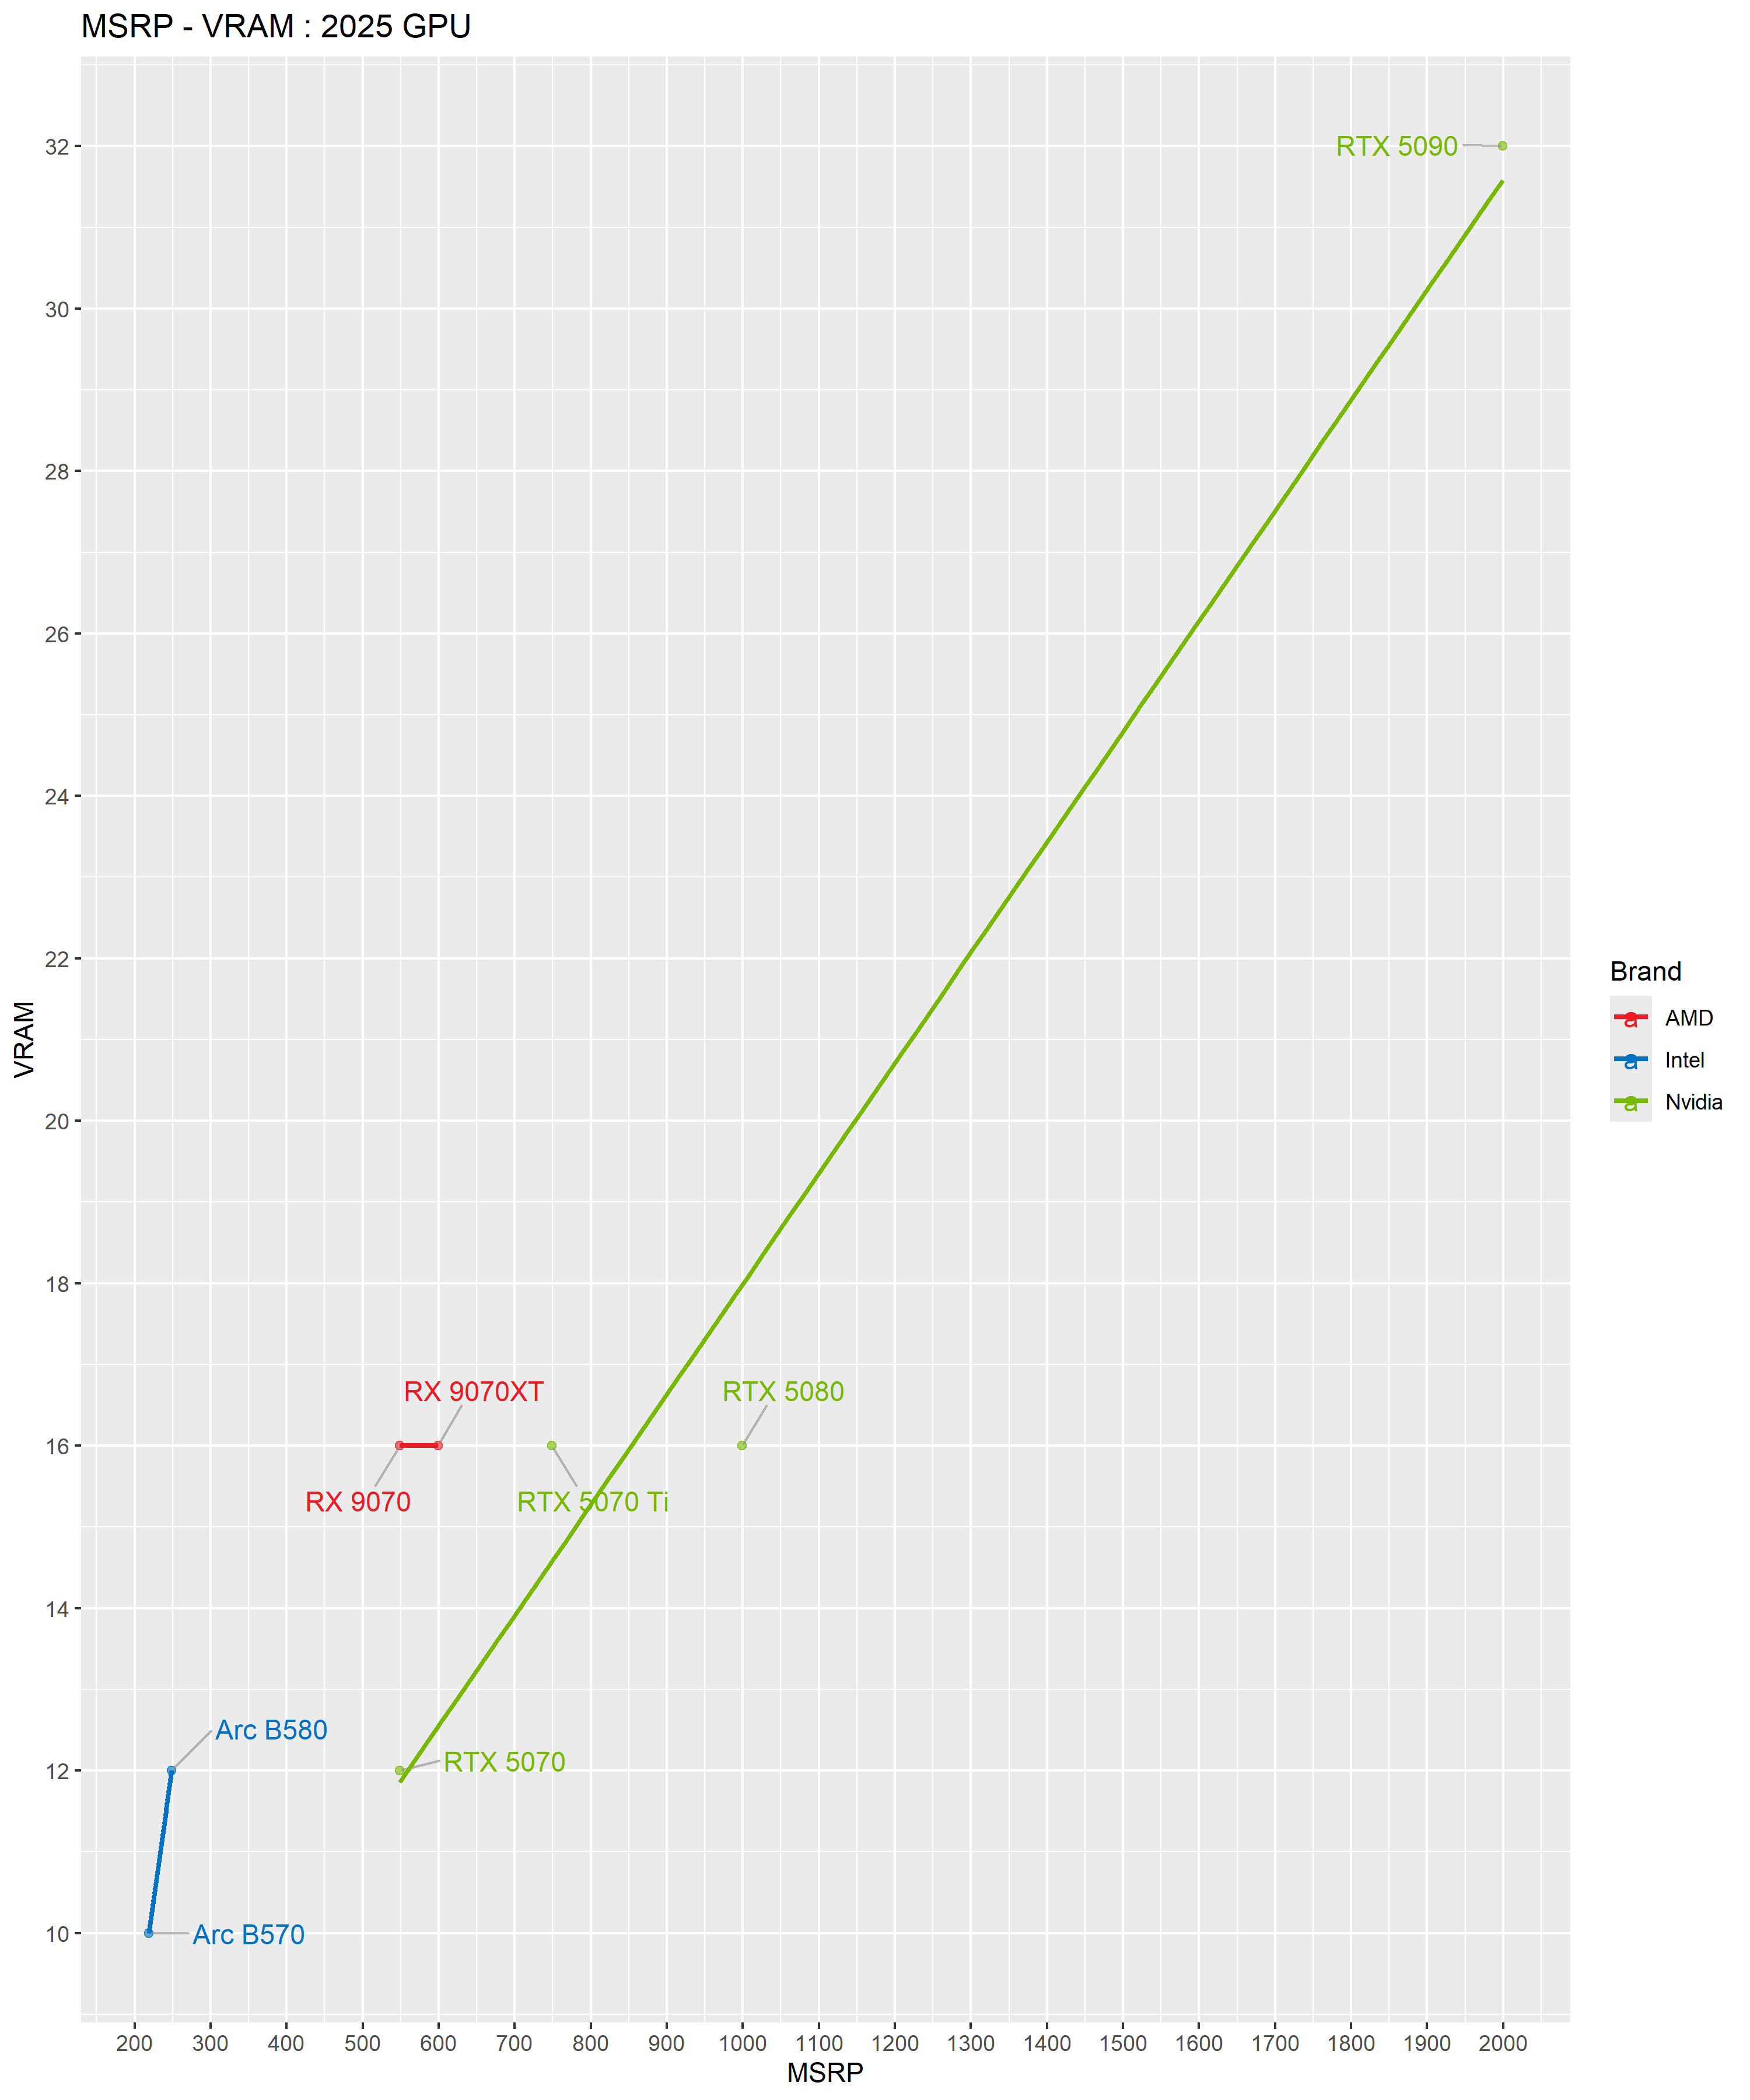 MSRP - VRAM : 2025 GPU
VRAM
32
30
28
26
24
22
20
18
16
14
12
10
RTX 5090
RX 9070XT
RTX 5080
RX 9070
RTX 5070 Ti
Arc B580
RTX 5070
Arc B570
200 300 400 500 600 700 800 900 1000 1100 1200 1300 1400 1500 1600 1700 1800 1900 2000
MSRP
Brand
a AMD
a Intel
a Nvidia